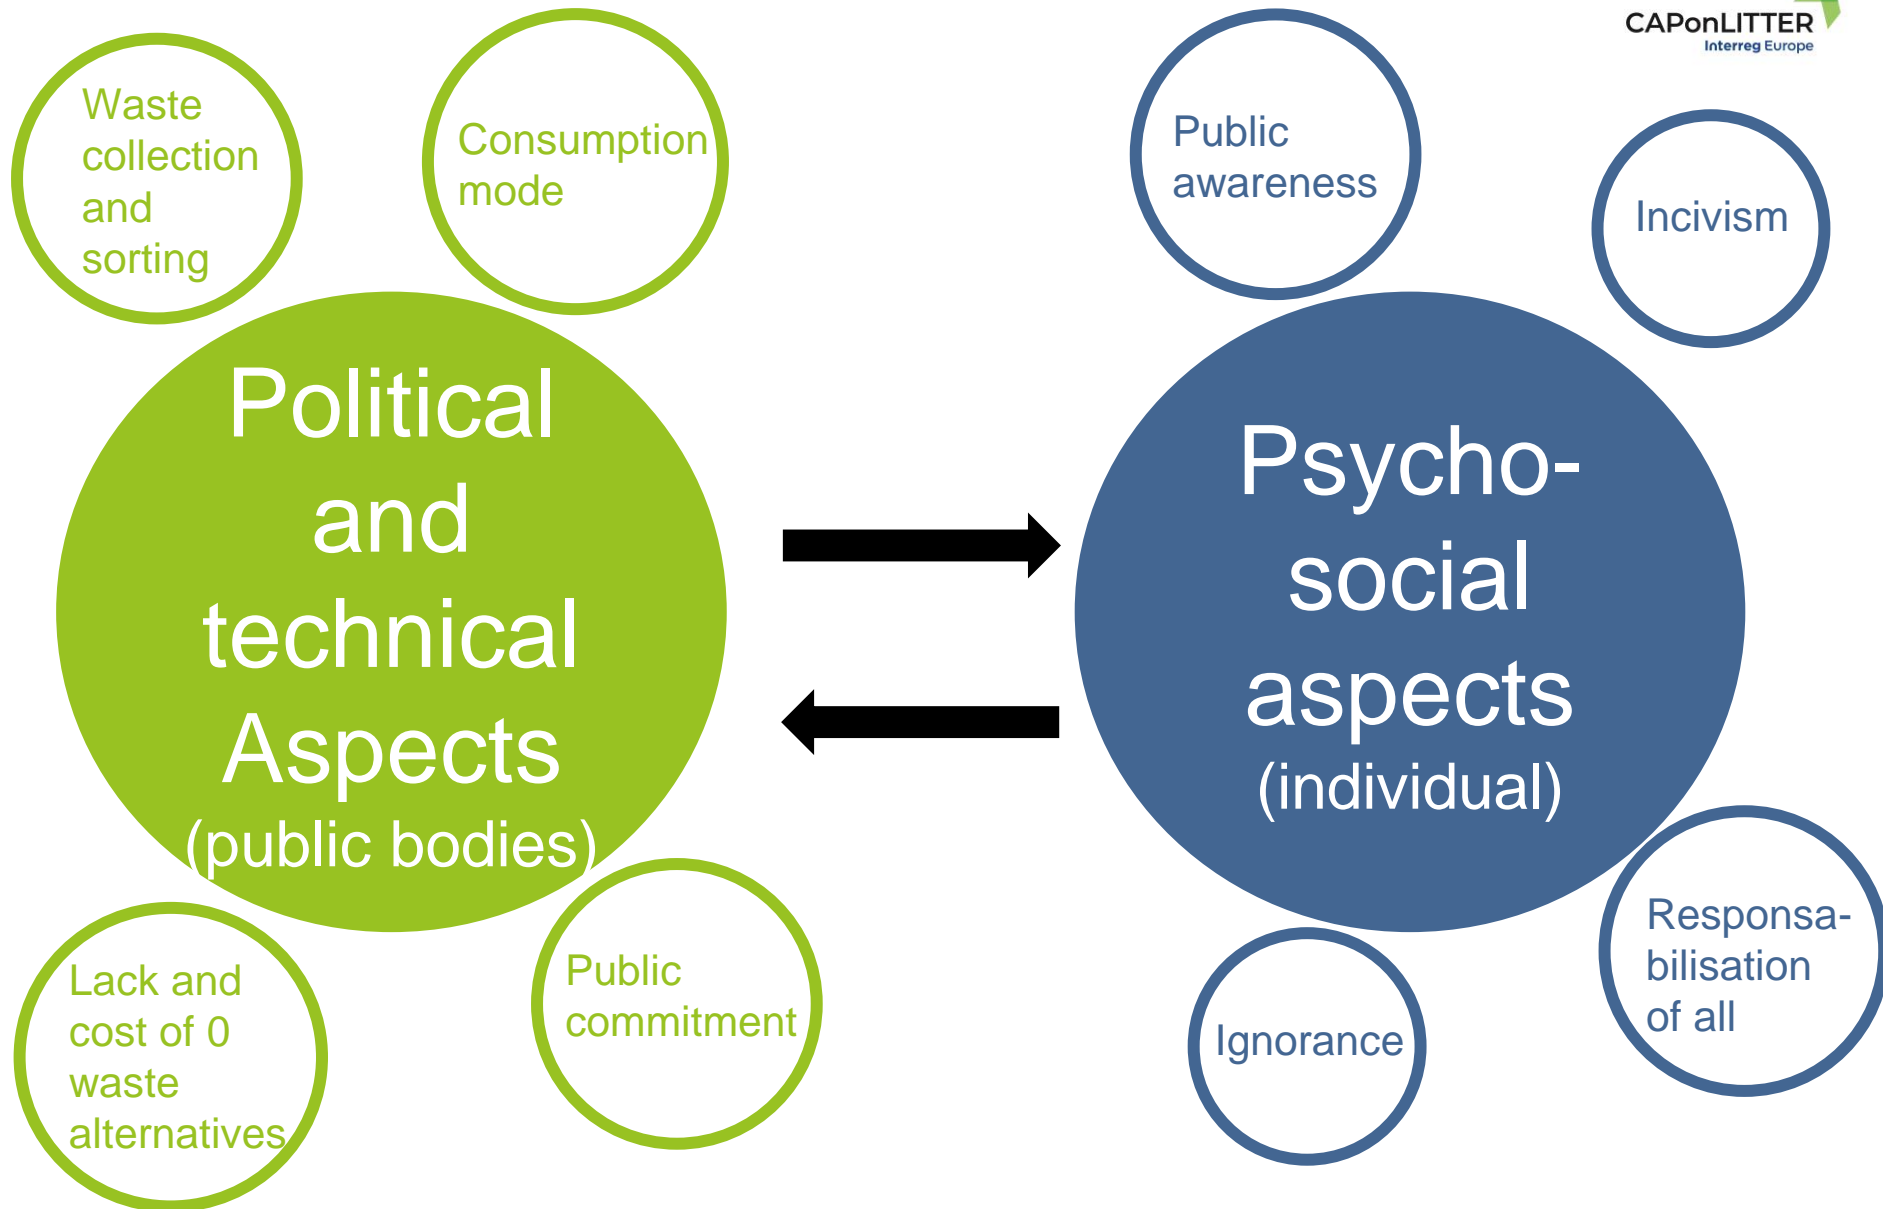 CAPonLITTER
Interreg Europe
Waste
collection
and
sorting
Consumption
mode
Public
awareness
Incivism
Political
and
technical
Aspects
(public bodies)
Psycho-
social
aspects
(individual)
Lack and
cost of 0
waste
alternatives
Public
commitment
Ignorance
Responsa-
bilisation
of all